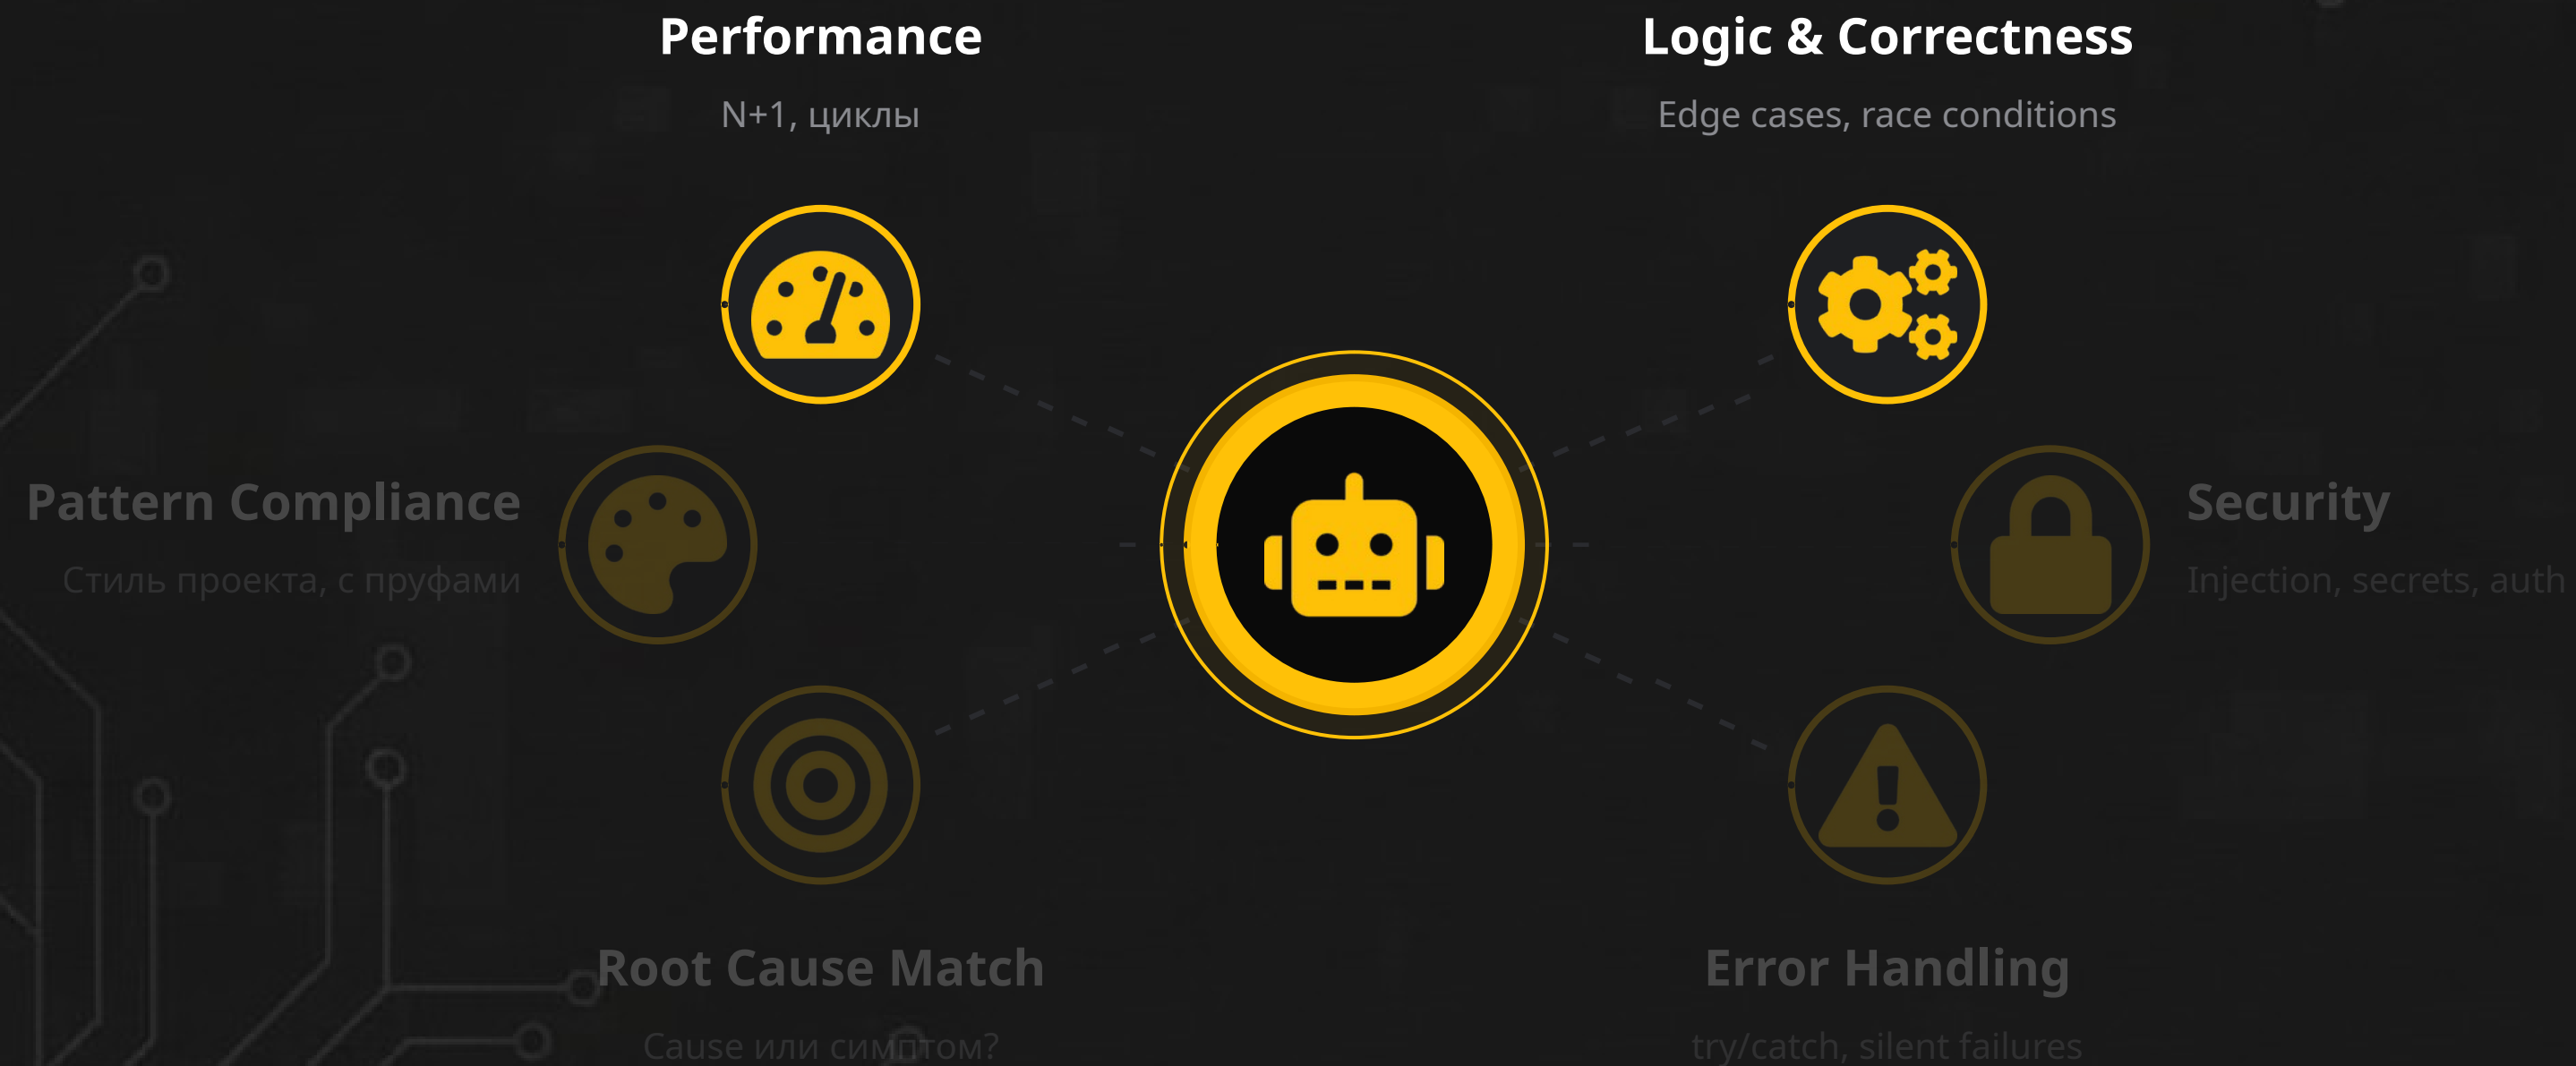 Performance
N+1, циклы
Logic & Correctness
Edge cases, race conditions
Pattern Compliance
Стиль проекта, с пруфами
Security
Injection, secrets, auth
Root Cause Match
Cause или симптом?
Error Handling
try/catch, silent failures